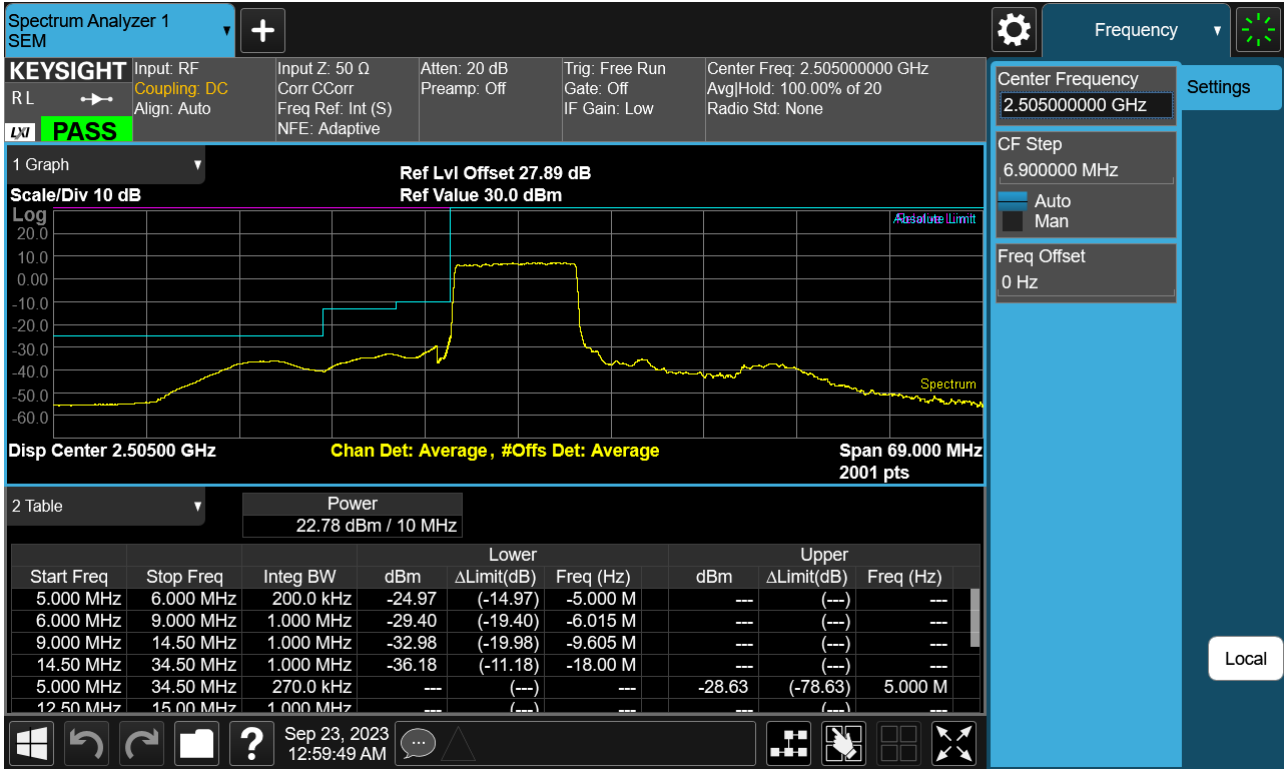 Spectrum Analyzer 1
SEM
Frequency
KEYSIGHT
R L
LXI
PASS
Input: RF
Coupling: DC
Align: Auto
Input Z: 50 Ω
Corr CCorr
Freq Ref: Int (S)
NFE: Adaptive
Atten: 20 dB
Preamp: Off
Trig: Free Run
Gate: Off
IF Gain: Low
Center Freq: 2.505000000 GHz
Avg|Hold: 100.00% of 20
Radio Std: None
Center Frequency
2.505000000 GHz
Settings
CF Step
6.900000 MHz
Auto
Man
Freq Offset
0 Hz
Local
1 Graph
Scale/Div 10 dB
Ref Lvl Offset 27.89 dB
Ref Value 30.0 dBm
Log
20.0
10.0
0.00
-10.0
-20.0
-30.0
-40.0
-50.0
-60.0
Limit
Spectrum
Disp Center 2.50500 GHz
Chan Det: Average , #Offs Det: Average
Span 69.000 MHz
2001 pts
2 Table
Power
22.78 dBm / 10 MHz
Lower Upper
Start Freq Stop Freq Integ BW dBm ΔLimit(dB) Freq (Hz) dBm ΔLimit(dB) Freq (Hz)
5.000 MHz 6.000 MHz 200.0 kHz -24.97 (-14.97) -5.000 M --- (---) ---
6.000 MHz 9.000 MHz 1.000 MHz -29.40 (-19.40) -6.015 M --- (---) ---
9.000 MHz 14.50 MHz 1.000 MHz -32.98 (-19.98) -9.605 M --- (---) ---
14.50 MHz 34.50 MHz 1.000 MHz -36.18 (-11.18) -18.00 M --- (---) ---
5.000 MHz 34.50 MHz 270.0 kHz --- (---) --- -28.63 (-78.63) 5.000 M
12.50 MHz 15.00 MHz 1.000 MHz --- (---) --- --- (---) ---
?
Sep 23, 2023
12:59:49 AM